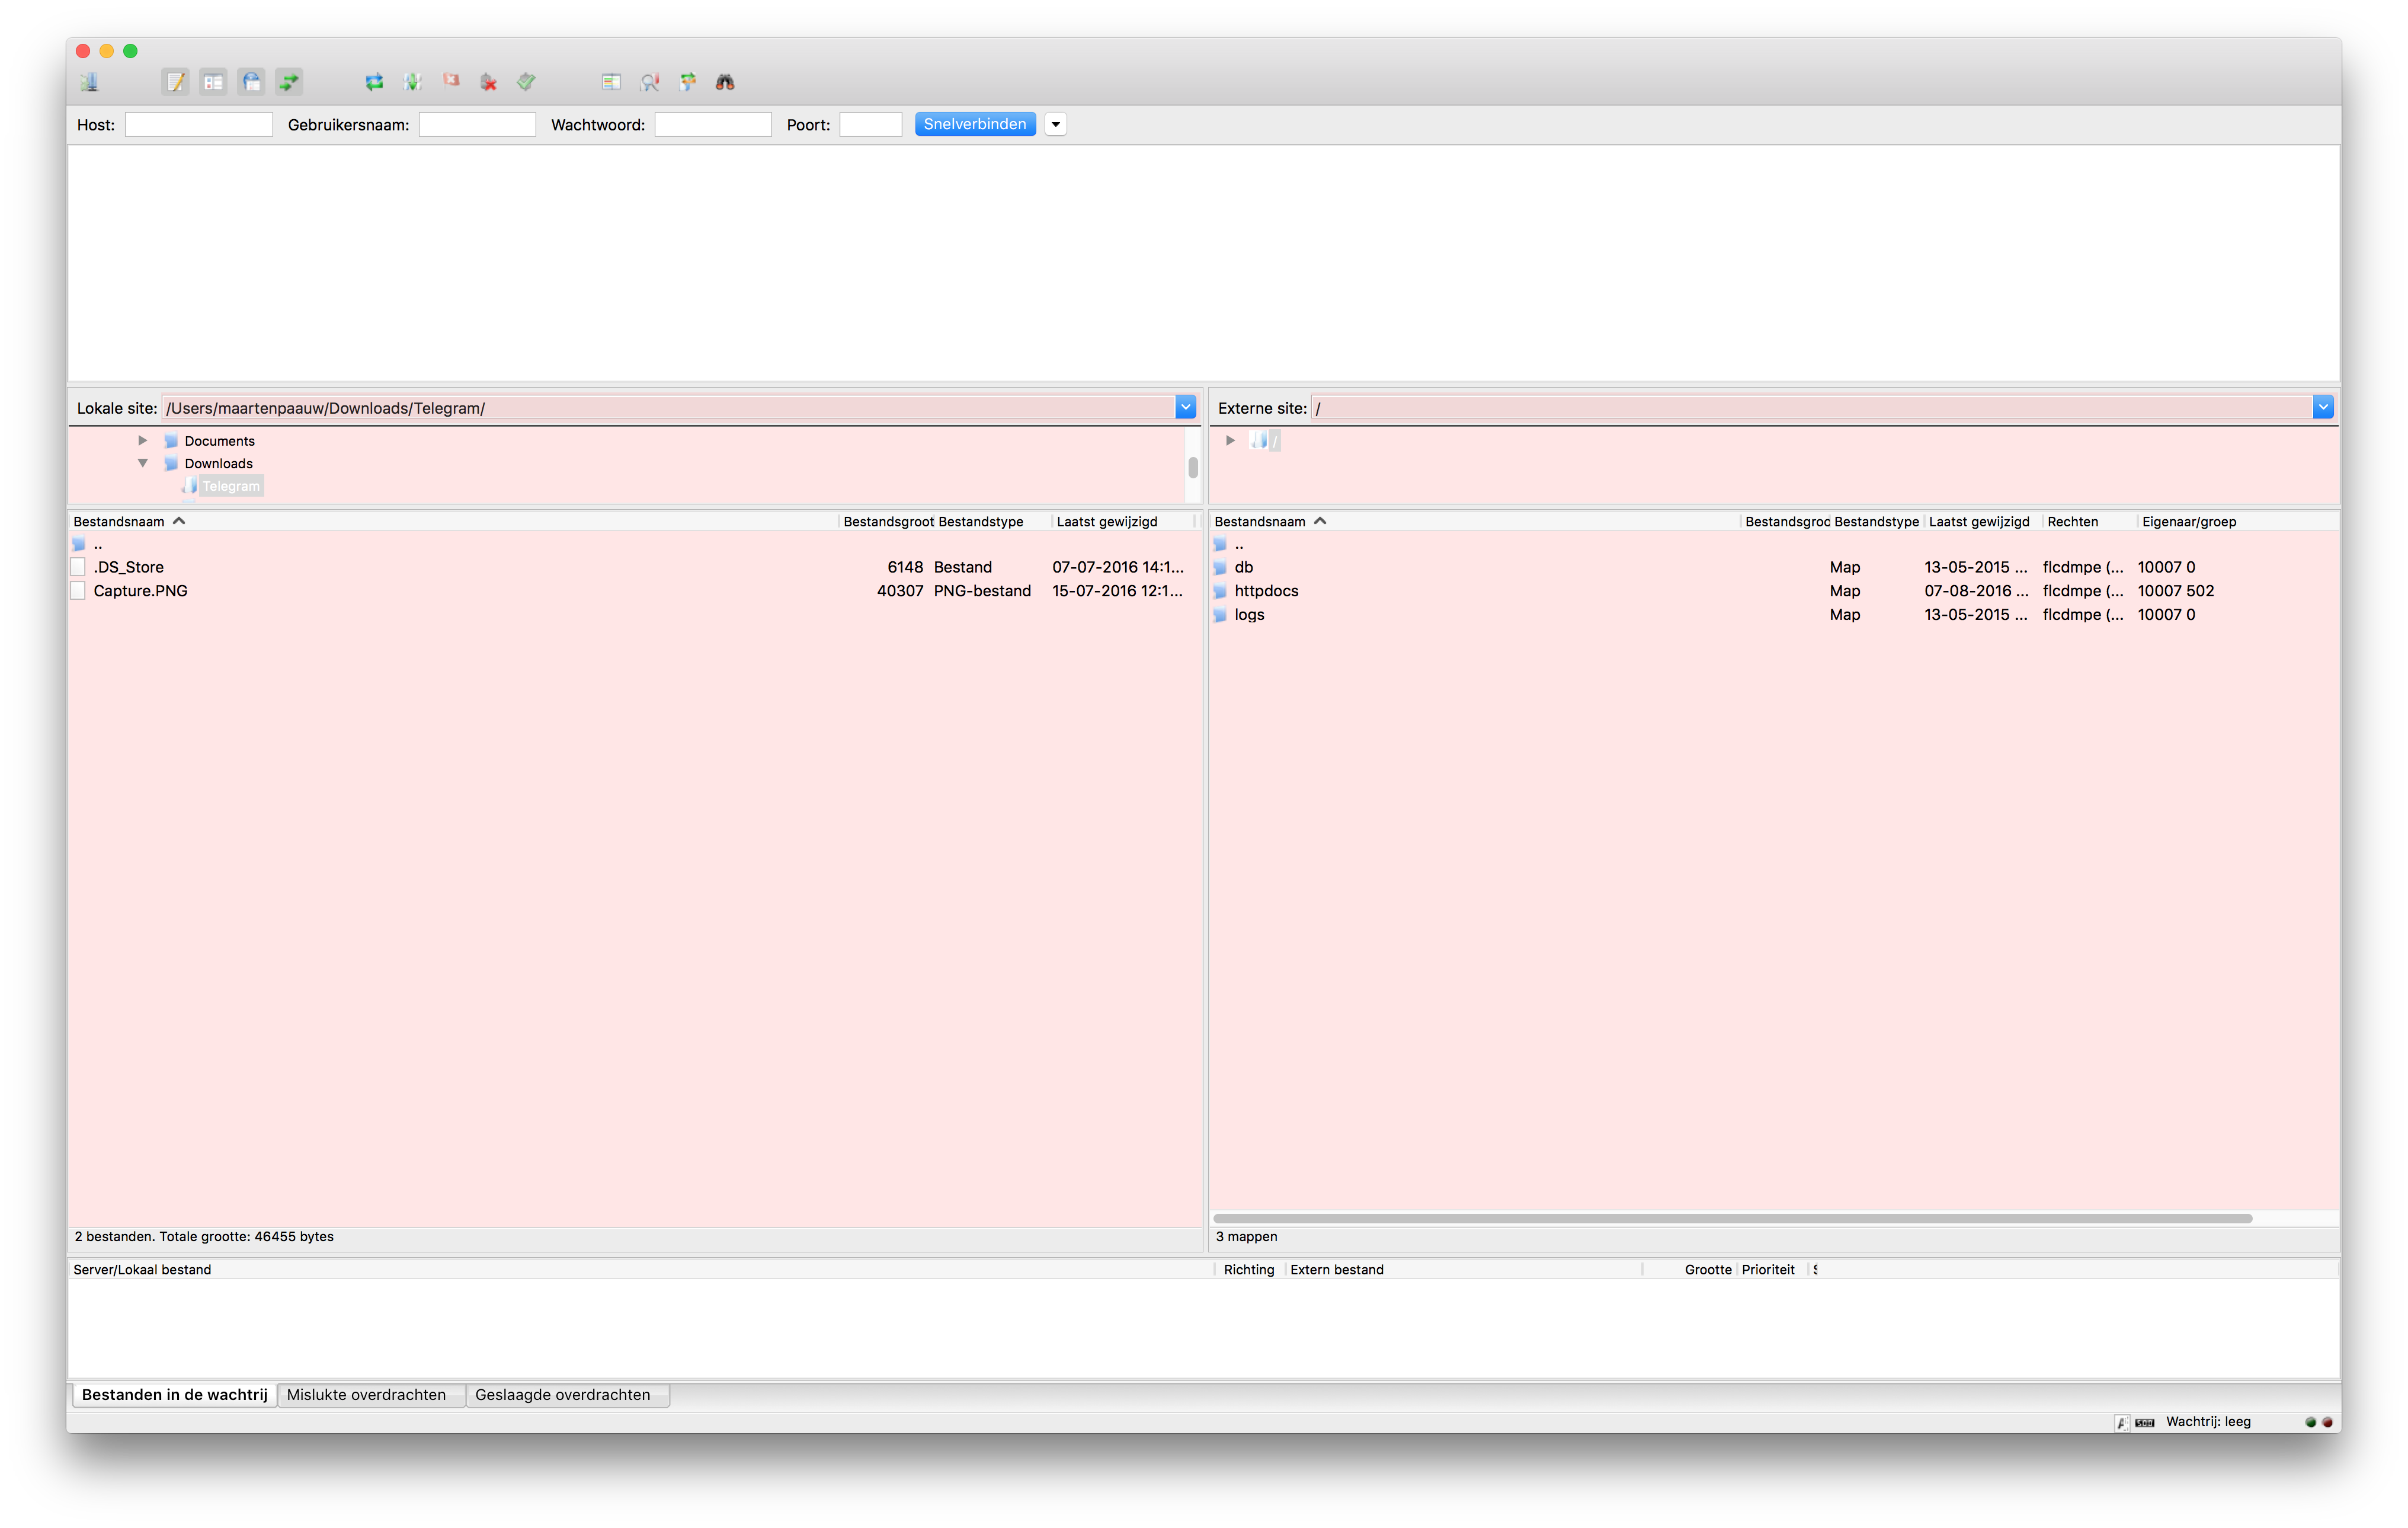 Host: Gebruikersnaam: Wachtwoord: Poort: Snelverbinden
Lokale site: /Users/maartenpaauw/Downloads/Telegram/
Documents
Downloads
Telegram
Externe site: /
/
Bestandsnaam Bestandsgroot Bestandstype Laatst gewijzigd
..
.DS_Store 6148 Bestand 07-07-2016 14:1...
Capture.PNG 40307 PNG-bestand 15-07-2016 12:1...
2 bestanden. Totale grootte: 46455 bytes
Bestandsnaam Bestandsgroo Bestandstype Laatst gewijzigd Rechten Eigenaar/groep
..
db Map 13-05-2015 ... flcdmpe (... 10007 0
httpdocs Map 07-08-2016 ... flcdmpe (... 10007 502
logs Map 13-05-2015 ... flcdmpe (... 10007 0
3 mappen
Server/Lokaal bestand Richting Extern bestand Grootte Prioriteit
Bestanden in de wachtrij Mislukte overdrachten Geslaagde overdrachten
Wachtrij: leeg